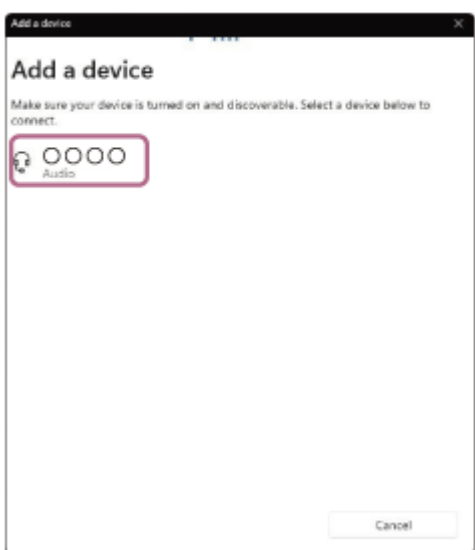 Add a device
Add a device
Make sure your device is turned on and discoverable. Select a device below to
connect.
○○○○
Audio
Cancel